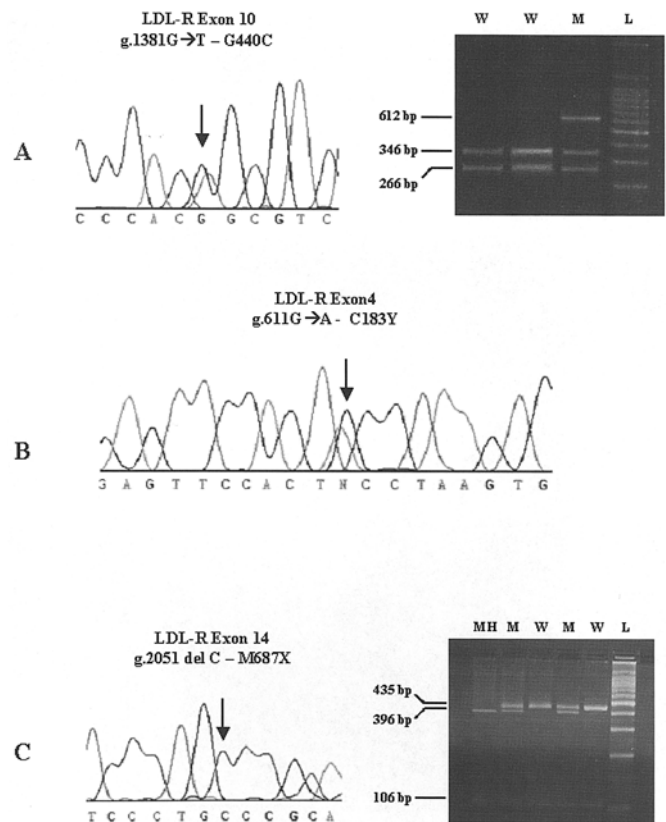 LDL-R Exon 10
g.1381G→T – G440C
W W M L
612 bp
346 bp
266 bp
A
C C C A C G G C G T C
LDL-R Exon4
g.611G→A - C183Y
B
G A G T T C C A C T N C C T A A G T G
LDL-R Exon 14
g.2051 del C – M687X
MH M W M W L
435 bp
396 bp
106 bp
C
T C C C T G C C C G C A